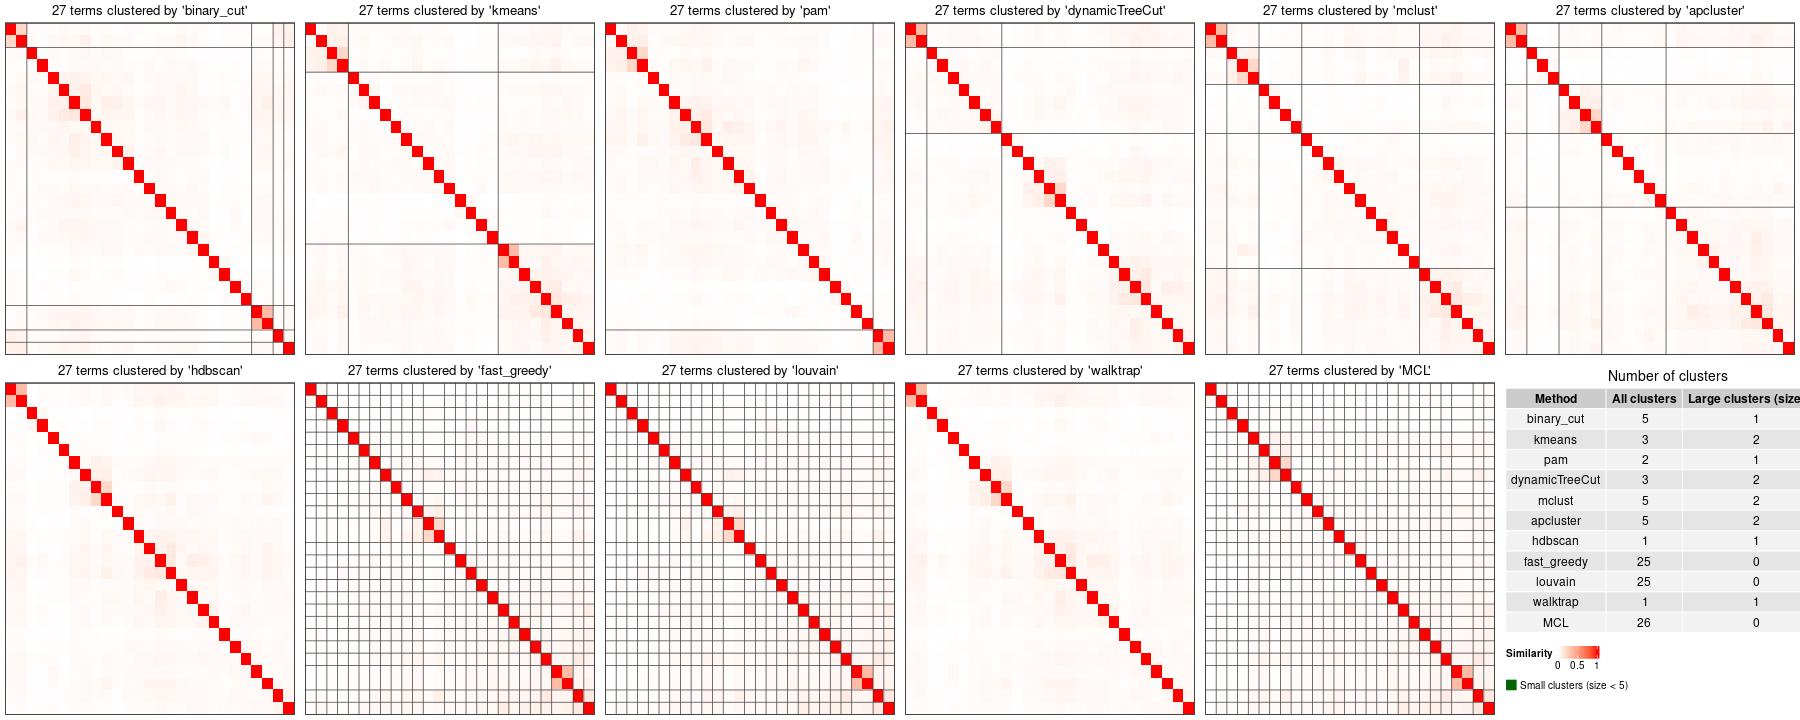 27 terms clustered by 'binary_cut'
27 terms clustered by 'kmeans'
27 terms clustered by 'pam'
27 terms clustered by 'dynamicTreeCut'
27 terms clustered by 'mclust'
27 terms clustered by 'apcluster'
27 terms clustered by 'hdbscan'
27 terms clustered by 'fast_greedy'
27 terms clustered by 'louvain'
27 terms clustered by 'walktrap'
27 terms clustered by 'MCL'
Number of clusters
Method All clusters Large clusters (size
binary_cut 5 1
kmeans 3 2
pam 2 1
dynamicTreeCut 3 2
mclust 5 2
apcluster 5 2
hdbscan 1 1
fast_greedy 25 0
louvain 25 0
walktrap 1 1
MCL 26 0
Similarity
0 0.5 1
Small clusters (size < 5)